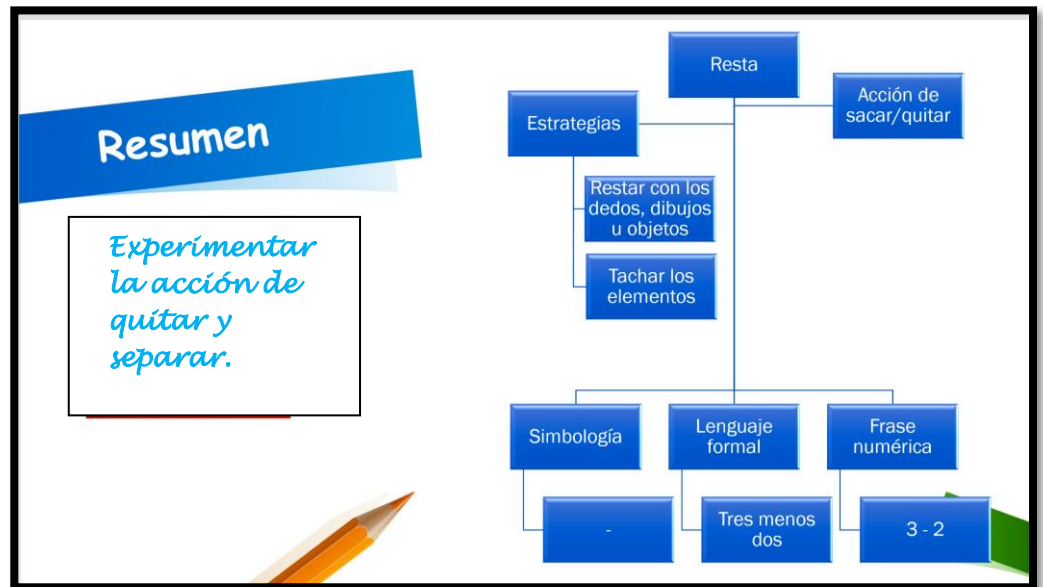 Resumen
Experimentar
la acción de
quitar y
separar.
Resta
Acción de
sacar/quitar
Estrategias
Restar con los
dedos, dibujos
u objetos
Tachar los
elementos
Simbología
-
Lenguaje
formal
Tres menos
dos
Frase
numérica
3 - 2